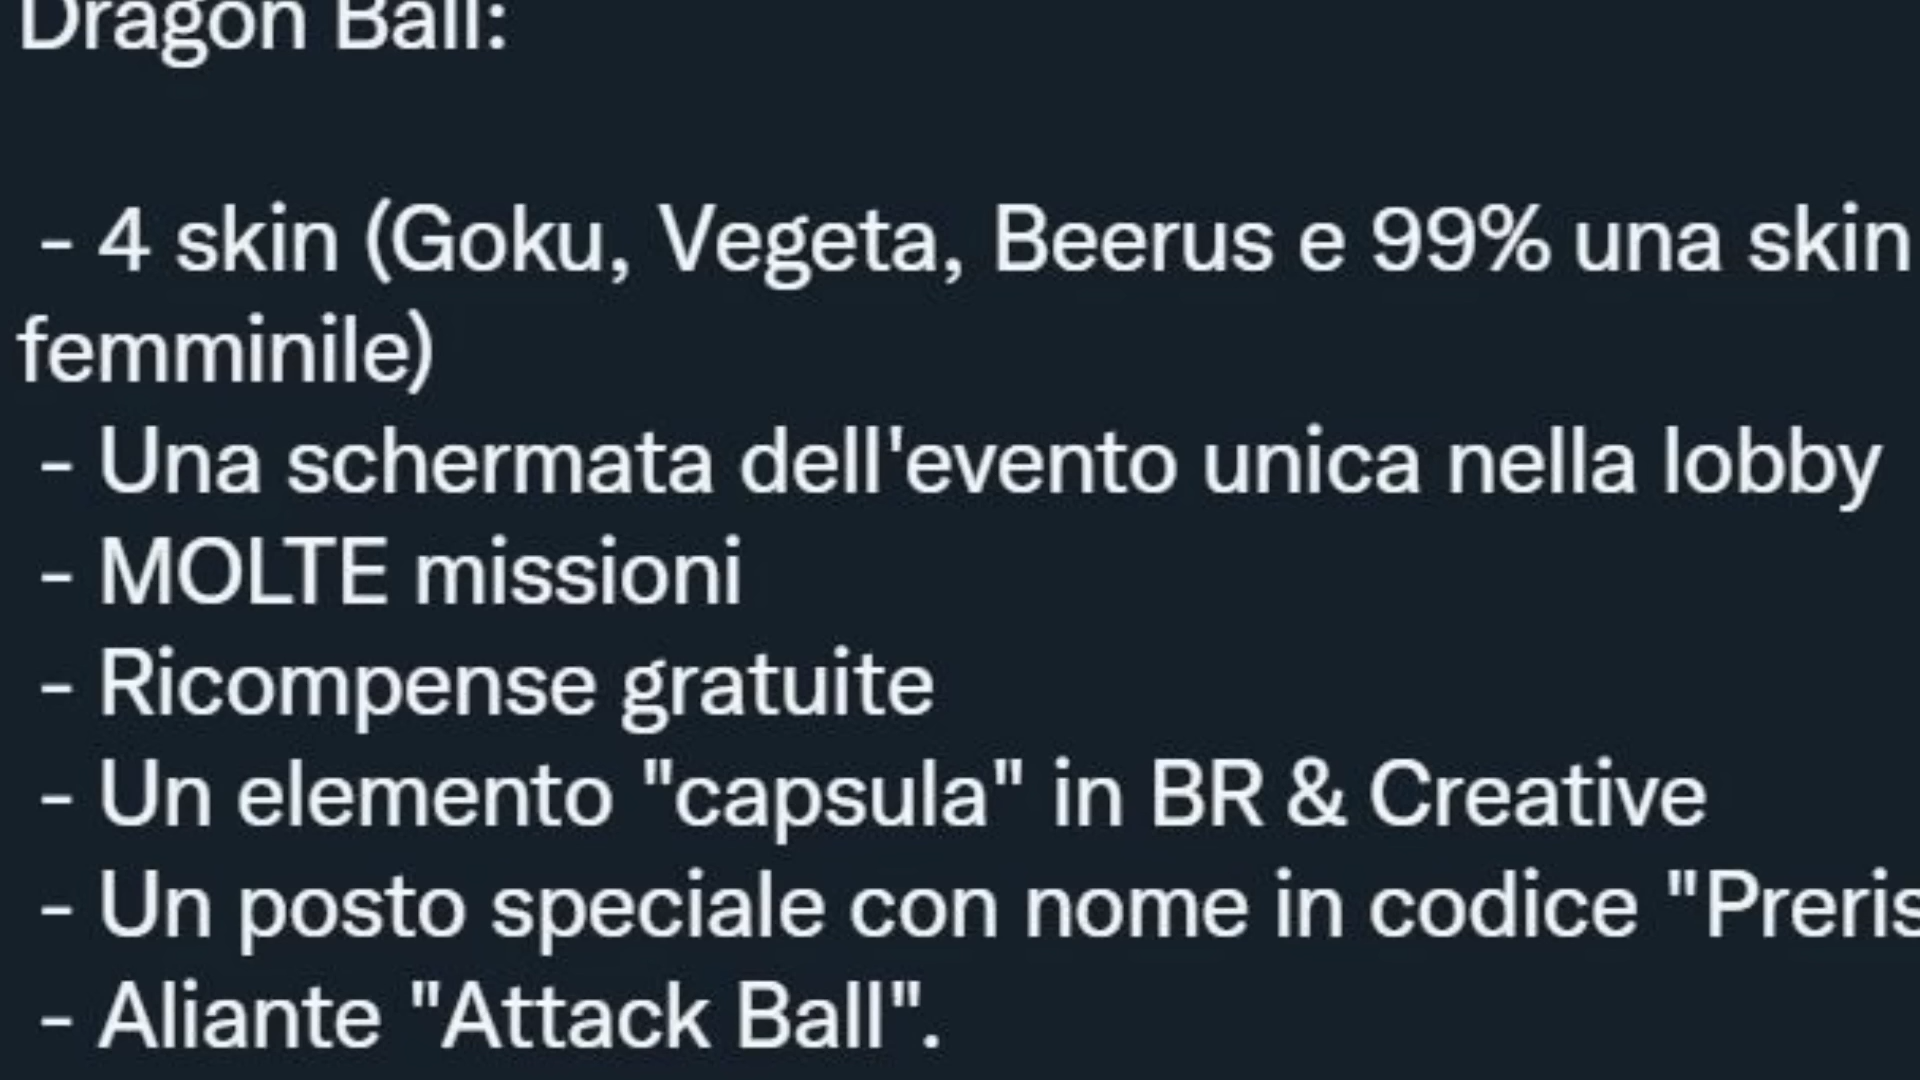 Dragon Ball:
- 4 skin (Goku, Vegeta, Beerus e 99% una skin
femminile)
- Una schermata dell'evento unica nella lobby
- MOLTE missioni
- Ricompense gratuite
- Un elemento "capsula" in BR & Creative
- Un posto speciale con nome in codice "Preris
- Aliante "Attack Ball".